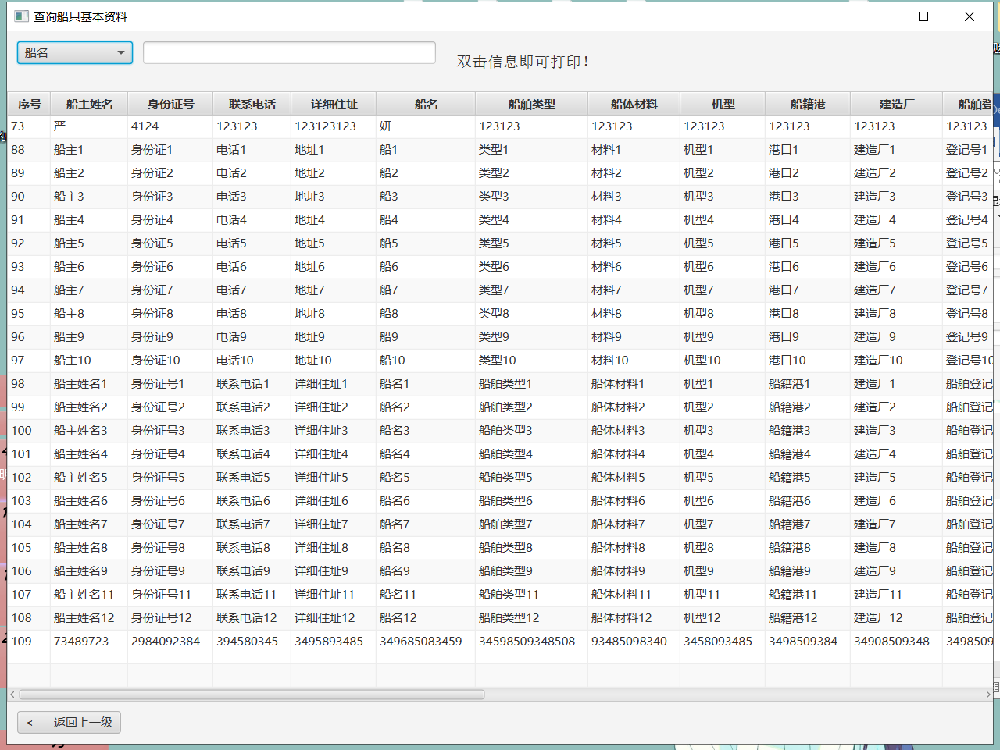 查询船只基本资料
船名
双击信息即可打印！
序号 船主姓名 身份证号 联系电话 详细住址 船名 船舶类型 船体材料 机型 船籍港 建造厂 船舶登
73 严一 4124 123123 123123123 妍 123123 123123 123123 123123 123123 123123
88 船主1 身份证1 电话1 地址1 船1 类型1 材料1 机型1 港口1 建造厂1 登记号1
89 船主2 身份证2 电话2 地址2 船2 类型2 材料2 机型2 港口2 建造厂2 登记号2
90 船主3 身份证3 电话3 地址3 船3 类型3 材料3 机型3 港口3 建造厂3 登记号3
91 船主4 身份证4 电话4 地址4 船4 类型4 材料4 机型4 港口4 建造厂4 登记号4
92 船主5 身份证5 电话5 地址5 船5 类型5 材料5 机型5 港口5 建造厂5 登记号5
93 船主6 身份证6 电话6 地址6 船6 类型6 材料6 机型6 港口6 建造厂6 登记号6
94 船主7 身份证7 电话7 地址7 船7 类型7 材料7 机型7 港口7 建造厂7 登记号7
95 船主8 身份证8 电话8 地址8 船8 类型8 材料8 机型8 港口8 建造厂8 登记号8
96 船主9 身份证9 电话9 地址9 船9 类型9 材料9 机型9 港口9 建造厂9 登记号9
97 船主10 身份证10 电话10 地址10 船10 类型10 材料10 机型10 港口10 建造厂10 登记号10
98 船主姓名1 身份证号1 联系电话1 详细住址1 船名1 船舶类型1 船体材料1 机型1 船籍港1 建造厂1 船舶登记
99 船主姓名2 身份证号2 联系电话2 详细住址2 船名2 船舶类型2 船体材料2 机型2 船籍港2 建造厂2 船舶登记
100 船主姓名3 身份证号3 联系电话3 详细住址3 船名3 船舶类型3 船体材料3 机型3 船籍港3 建造厂3 船舶登记
101 船主姓名4 身份证号4 联系电话4 详细住址4 船名4 船舶类型4 船体材料4 机型4 船籍港4 建造厂4 船舶登记
102 船主姓名5 身份证号5 联系电话5 详细住址5 船名5 船舶类型5 船体材料5 机型5 船籍港5 建造厂5 船舶登记
103 船主姓名6 身份证号6 联系电话6 详细住址6 船名6 船舶类型6 船体材料6 机型6 船籍港6 建造厂6 船舶登记
104 船主姓名7 身份证号7 联系电话7 详细住址7 船名7 船舶类型7 船体材料7 机型7 船籍港7 建造厂7 船舶登记
105 船主姓名8 身份证号8 联系电话8 详细住址8 船名8 船舶类型8 船体材料8 机型8 船籍港8 建造厂8 船舶登记
106 船主姓名9 身份证号9 联系电话9 详细住址9 船名9 船舶类型9 船体材料9 机型9 船籍港9 建造厂9 船舶登记
107 船主姓名11 身份证号11 联系电话11 详细住址11 船名11 船舶类型11 船体材料11 机型11 船籍港11 建造厂11 船舶登记
108 船主姓名12 身份证号12 联系电话12 详细住址12 船名12 船舶类型12 船体材料12 机型12 船籍港12 建造厂12 船舶登记
109 73489723 2984092384 394580345 3495893485 349685083459 34598509348508 93485098340 3458093485 3498509384 34908509348 3498509
<----返回上一级